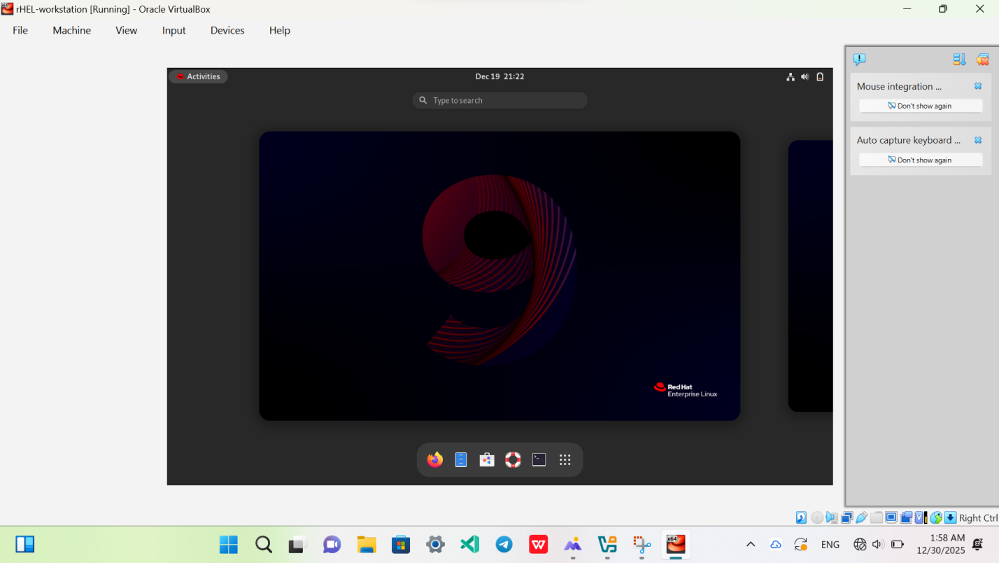 rHEL-workstation [Running] - Oracle VirtualBox
File Machine View Input Devices Help
Activities
Dec 19 21:22
Type to search
9
Red Hat
Enterprise Linux
Mouse integration ...
Don't show again
Auto capture keyboard ...
Don't show again
Right Ctrl
x64
ENG
1:58 AM
12/30/2025